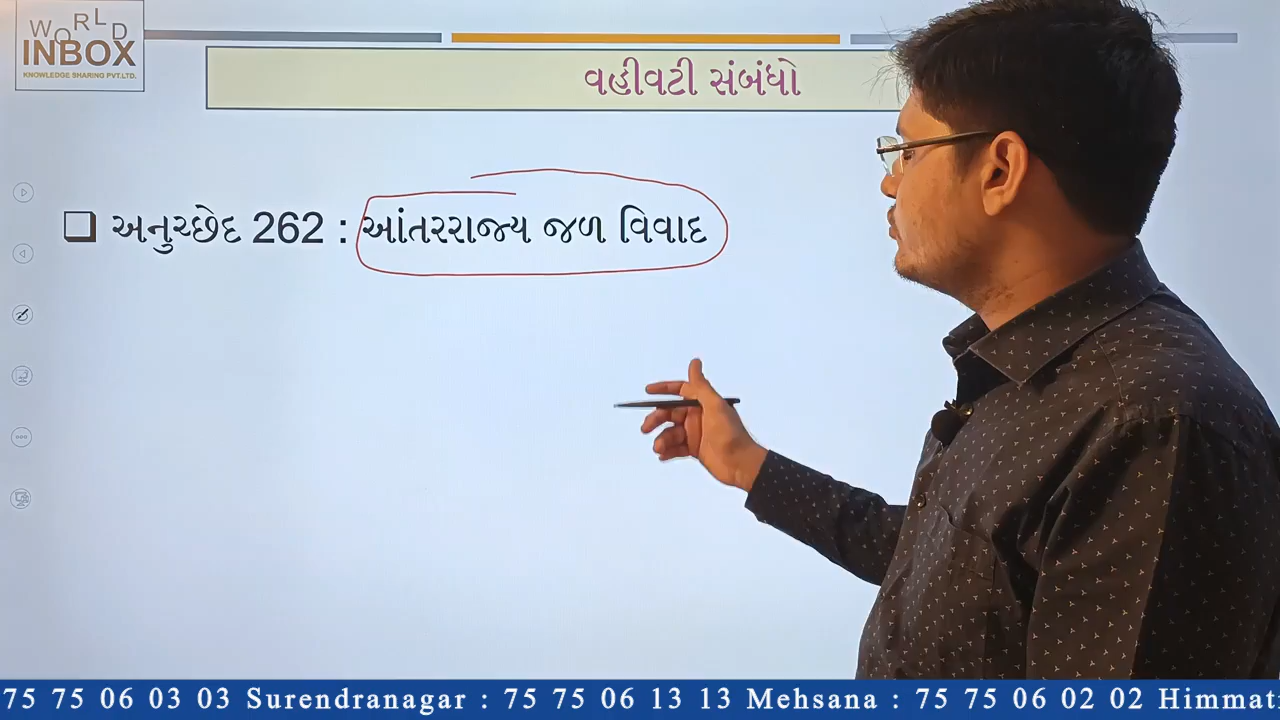 WORLD
INBOX
KNOWLEDGE SHARING PVT.LTD.
વહીવટી સંબંધો
અનુચ્છેદ 262 : આંતરરાજ્ય જળ વિવાદ
75 75 06 03 03 Surendranagar : 75 75 06 13 13 Mehsana : 75 75 06 02 02 Himmat